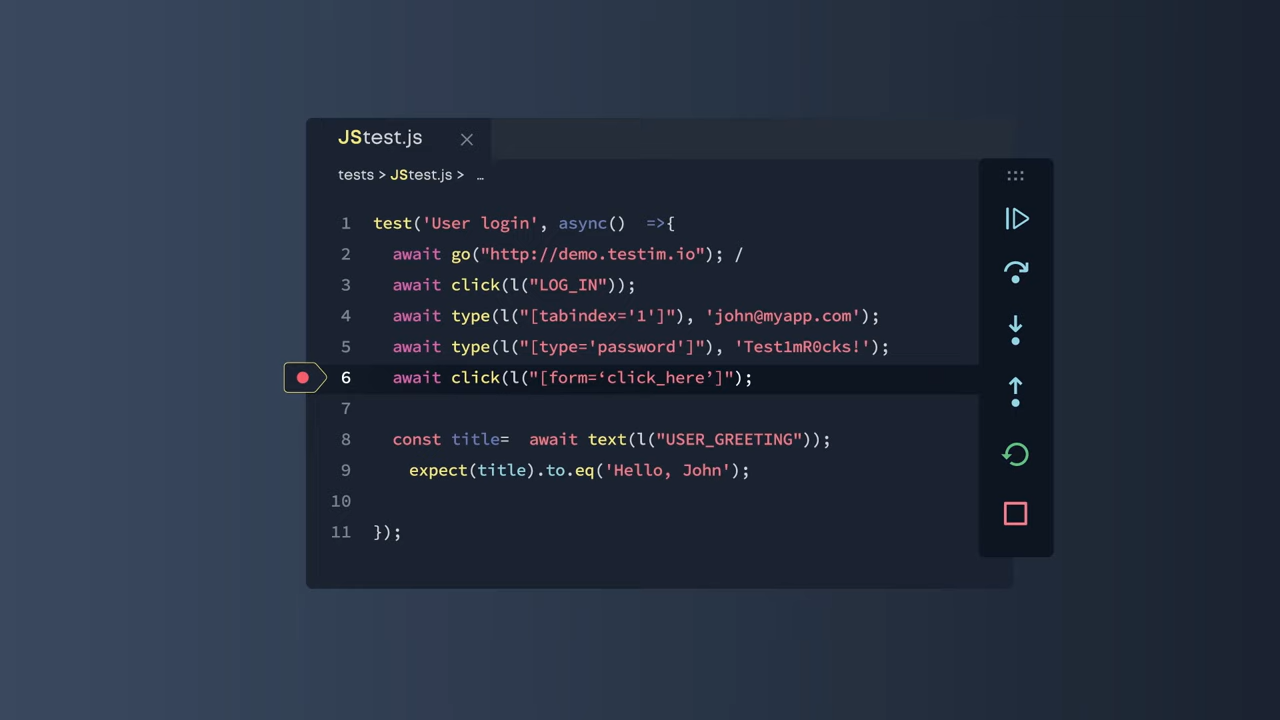 JStest.js
tests > JStest.js > …
1 test('User login', async()  =>{
2 await go("http://demo.testim.io"); /
3 await click(l("LOG_IN"));
4 await type(l("[tabindex='1']"), 'john@myapp.com');
5 await type(l("[type='password']"), 'Test1mR0cks!');
6 await click(l("[form=‘click_here’]");
7
8 const title=  await text(l("USER_GREETING"));
9 expect(title).to.eq('Hello, John');
10
11 });